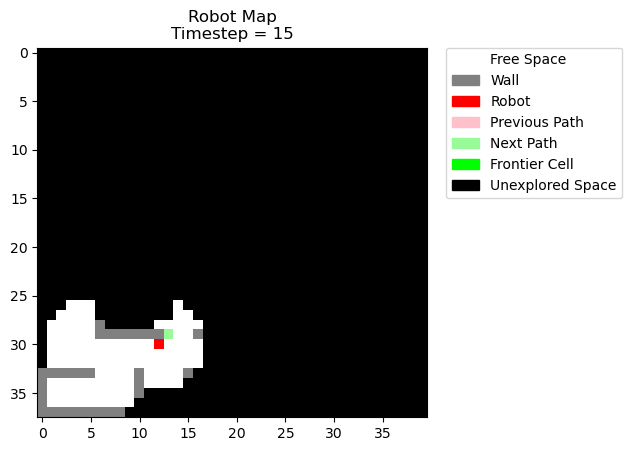 Robot Map
Timestep = 15
Free Space
Wall
Robot
Previous Path
Next Path
Frontier Cell
Unexplored Space
0
5
10
15
20
25
30
35
0 5 10 15 20 25 30 35